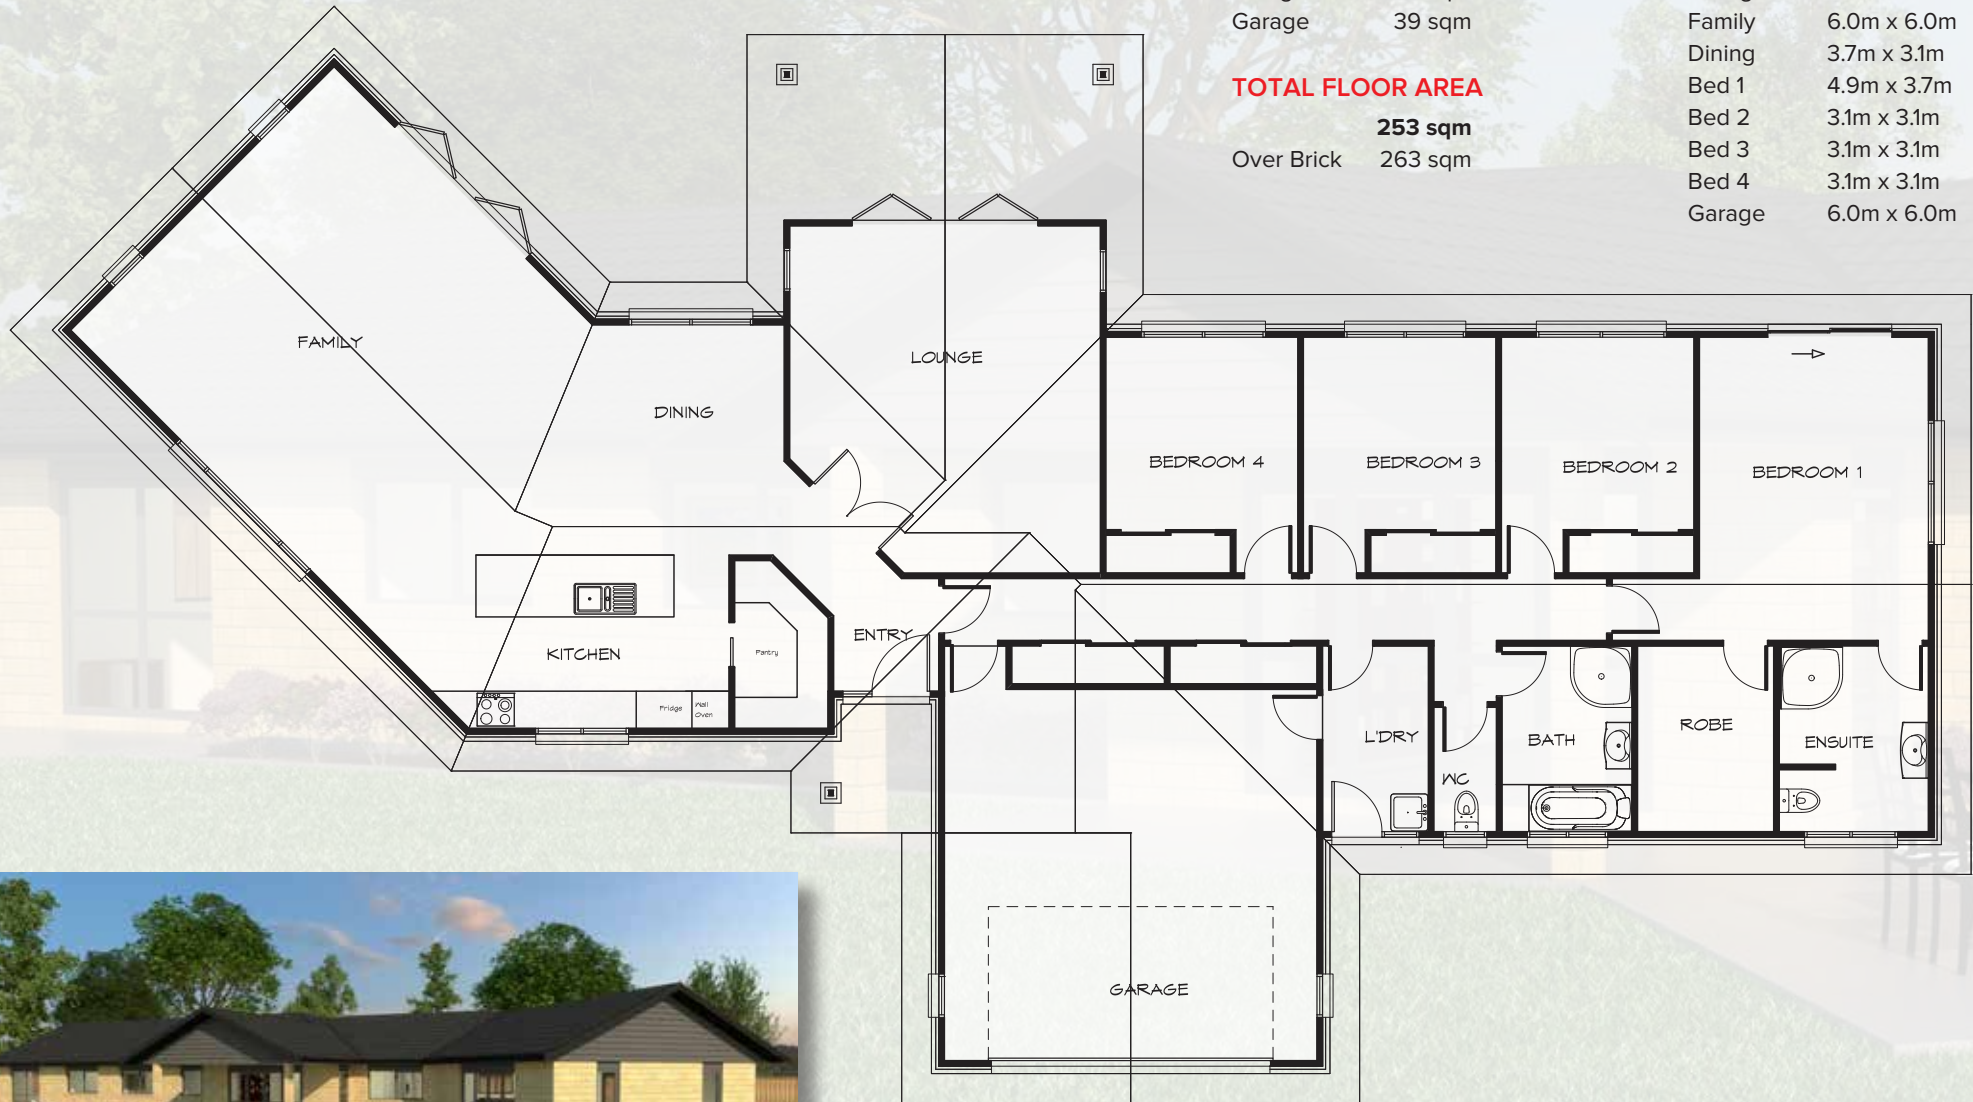 Garage 39 sqm
TOTAL FLOOR AREA
253 sqm
Over Brick 263 sqm
Family 6.0m x 6.0m
Dining 3.7m x 3.1m
Bed 1 4.9m x 3.7m
Bed 2 3.1m x 3.1m
Bed 3 3.1m x 3.1m
Bed 4 3.1m x 3.1m
Garage 6.0m x 6.0m
FAMILY
LOUNGE
DINING
BEDROOM 4
BEDROOM 3
BEDROOM 2
BEDROOM 1
ENTRY
KITCHEN
Pantry
Fridge
Wall
Oven
L'DRY
WC
BATH
ROBE
ENSUITE
GARAGE